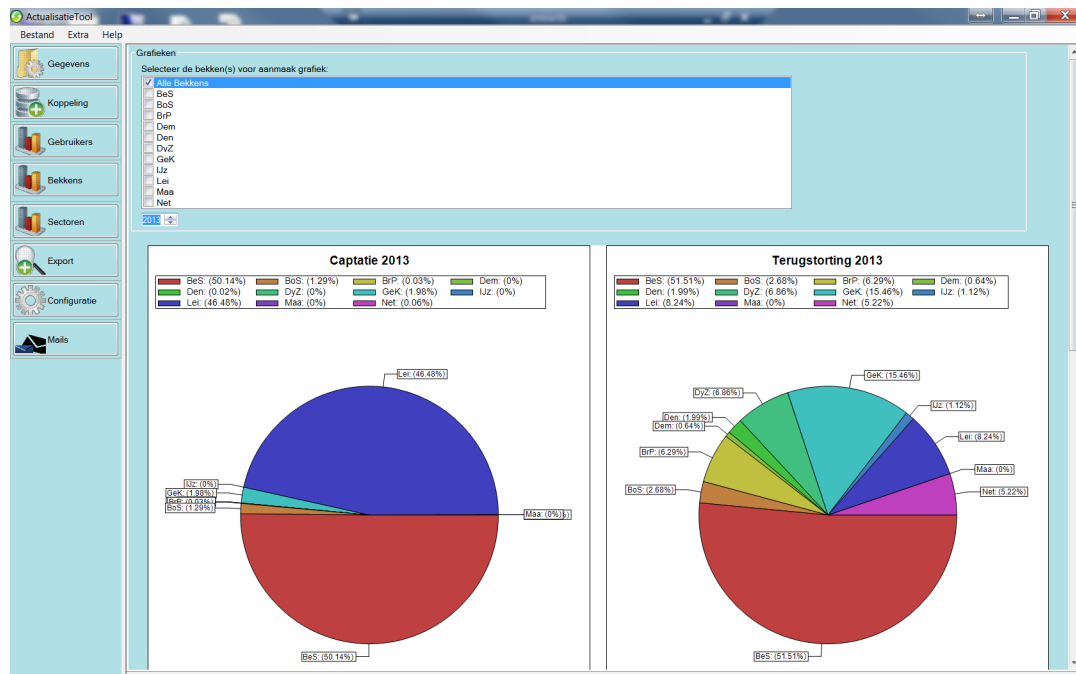 ActualisatieTool
Bestand Extra Help
Gegevens
Koppeling
Gebruikers
Bekkens
Sectoren
Export
Configuratie
Mails
Grafieken
Selecteer de bekken(s) voor aanmaak grafiek:
Alle Bekkens
BeS
BoS
BrP
Dem
Den
DvZ
GeK
IJz
Lei
Maa
Net
2013
Captatie 2013
BeS: (50.14%) BoS: (1.29%) BrP: (0.03%) Dem: (0%)
Den: (0.02%) DyZ: (0%) GeK: (1.98%) IJz: (0%)
Lei: (46.48%) Maa: (0%) Net: (0.06%)
Lei: (46.48%)
IJz: (0%)
GeK: (1.98%)
BrP: (0.03%)
BoS: (1.29%)
Maa: (0%)
BeS: (50.14%)
Terugstorting 2013
BeS: (51.51%) BoS: (2.68%) BrP: (6.29%) Dem: (0.64%)
Den: (1.99%) DyZ: (6.86%) GeK: (15.46%) IJz: (1.12%)
Lei: (8.24%) Maa: (0%) Net: (5.22%)
GeK: (15.46%)
DyZ: (6.86%)
IJz: (1.12%)
Den: (1.99%)
Dem: (0.64%)
Lei: (8.24%)
BrP: (6.29%)
Maa: (0%)
BoS: (2.68%)
Net: (5.22%)
BeS: (51.51%)